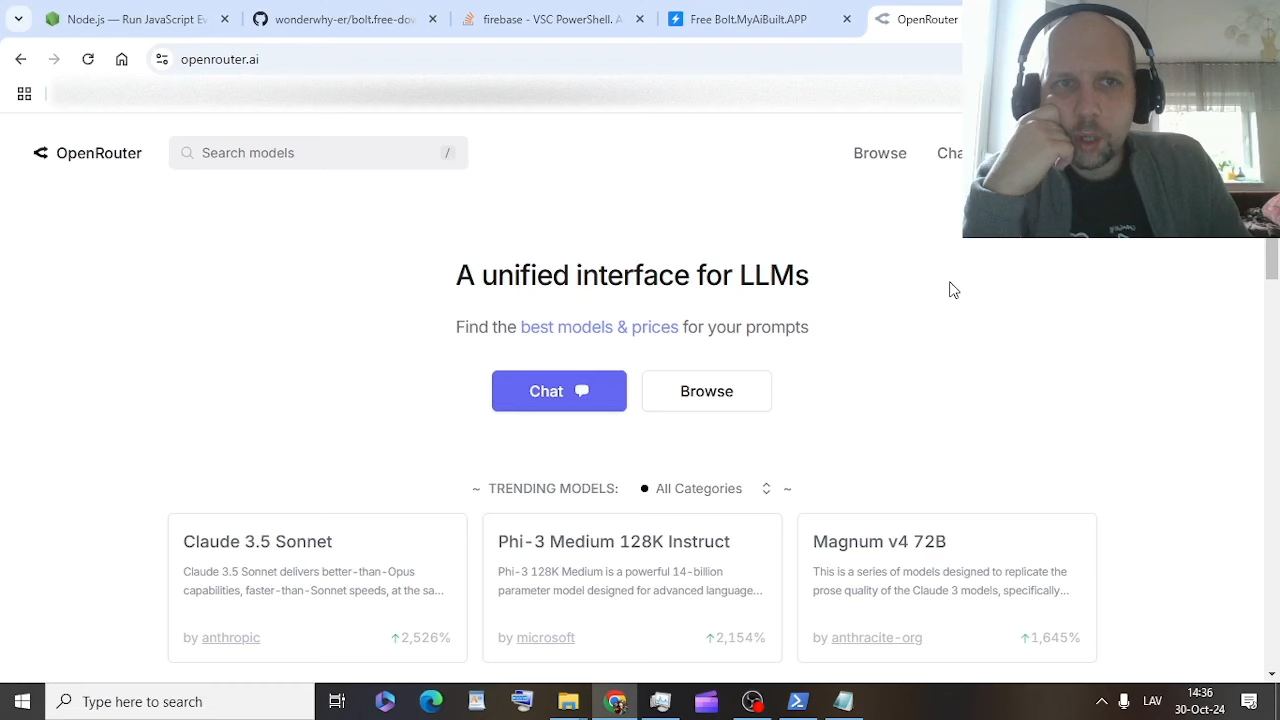 Node.js — Run JavaScript E
wonderwhy-er/bolt.free-dow
firebase - VSC PowerShell.
Free Bolt.MyAiBuilt.APP
OpenRouter
openrouter.ai
OpenRouter
Search models
/
Browse
Cha
A unified interface for LLMs
Find the best models & prices for your prompts
Chat
Browse
~ TRENDING MODELS: All Categories ~
Claude 3.5 Sonnet
Claude 3.5 Sonnet delivers better-than-Opus
capabilities, faster-than-Sonnet speeds, at the sa...
by anthropic
↑2,526%
Phi-3 Medium 128K Instruct
Phi-3 128K Medium is a powerful 14-billion
parameter model designed for advanced language...
by microsoft
↑2,154%
Magnum v4 72B
This is a series of models designed to replicate the
prose quality of the Claude 3 models, specifically...
by anthracite-org
↑1,645%
Type here to search
LAV
14:36
30-Oct-24